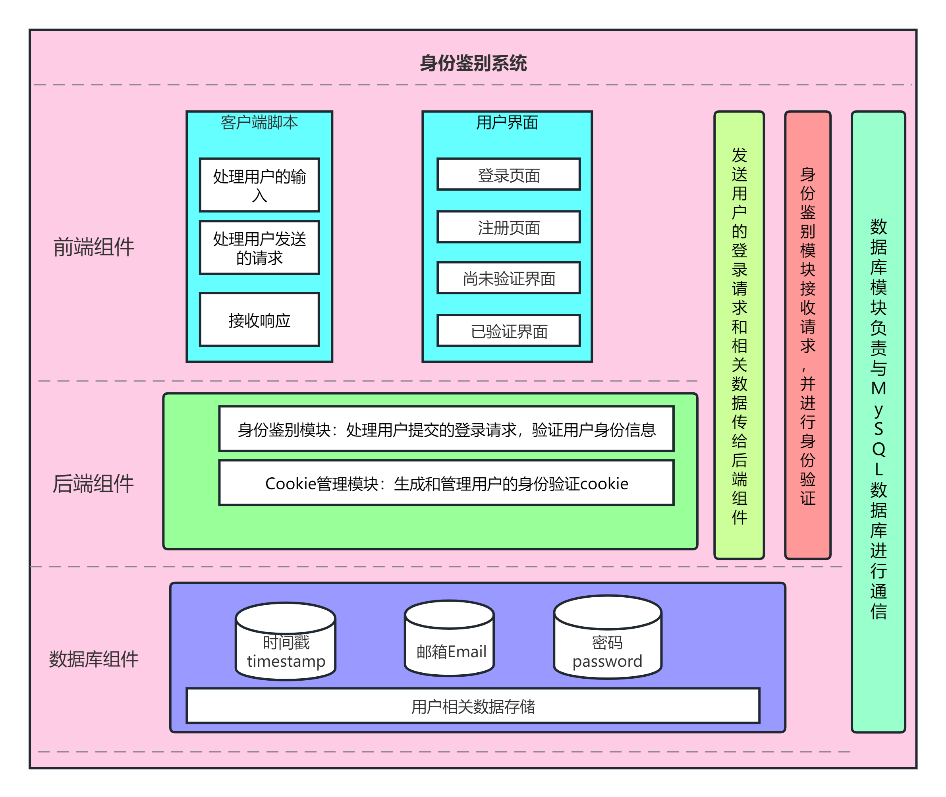 身份鉴别系统
前端组件
客户端脚本
处理用户的输
入
处理用户发送
的请求
接收响应
用户界面
登录页面
注册页面
尚未验证界面
已验证界面
后端组件
身份鉴别模块：处理用户提交的登录请求，验证用户身份信息
Cookie管理模块：生成和管理用户的身份验证cookie
数据库组件
时间戳
timestamp
邮箱Email
密码
password
用户相关数据存储
发送用户的登录请求和相关数据传给后端组件
身份鉴别模块接收请求,并进行身份验证
数据库模块负责与MySQL数据库进行通信